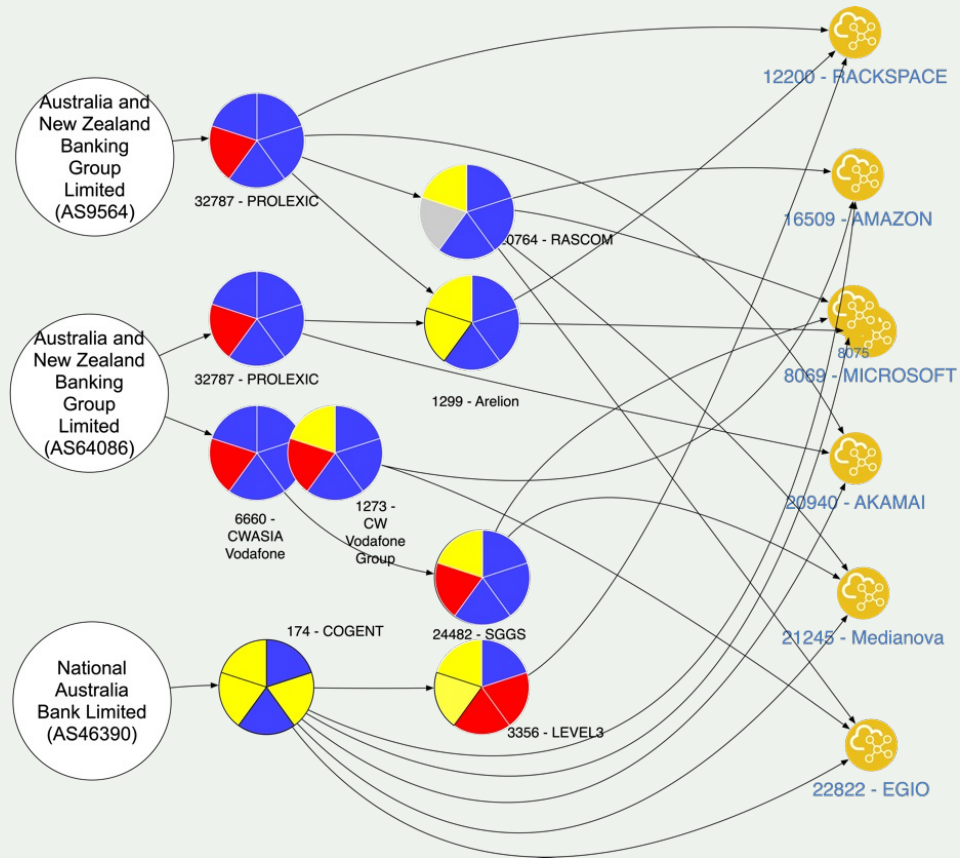 12200 - RACKSPACE
Australia and
New Zealand
Banking
Group
Limited
(AS9564)
32787 - PROLEXIC
16509 - AMAZON
0764 - RASCOM
Australia and
New Zealand
Banking
Group
Limited
(AS64086)
32787 - PROLEXIC
8075
8069 - MICROSOFT
1299 - Arelion
20940 - AKAMAI
6660 -
CWASIA
Vodafone
1273 -
CW
Vodafone
Group
174 - COGENT
24482 - SGGS
21245 - Medianova
National
Australia
Bank Limited
(AS46390)
3356 - LEVEL3
22822 - EGIO